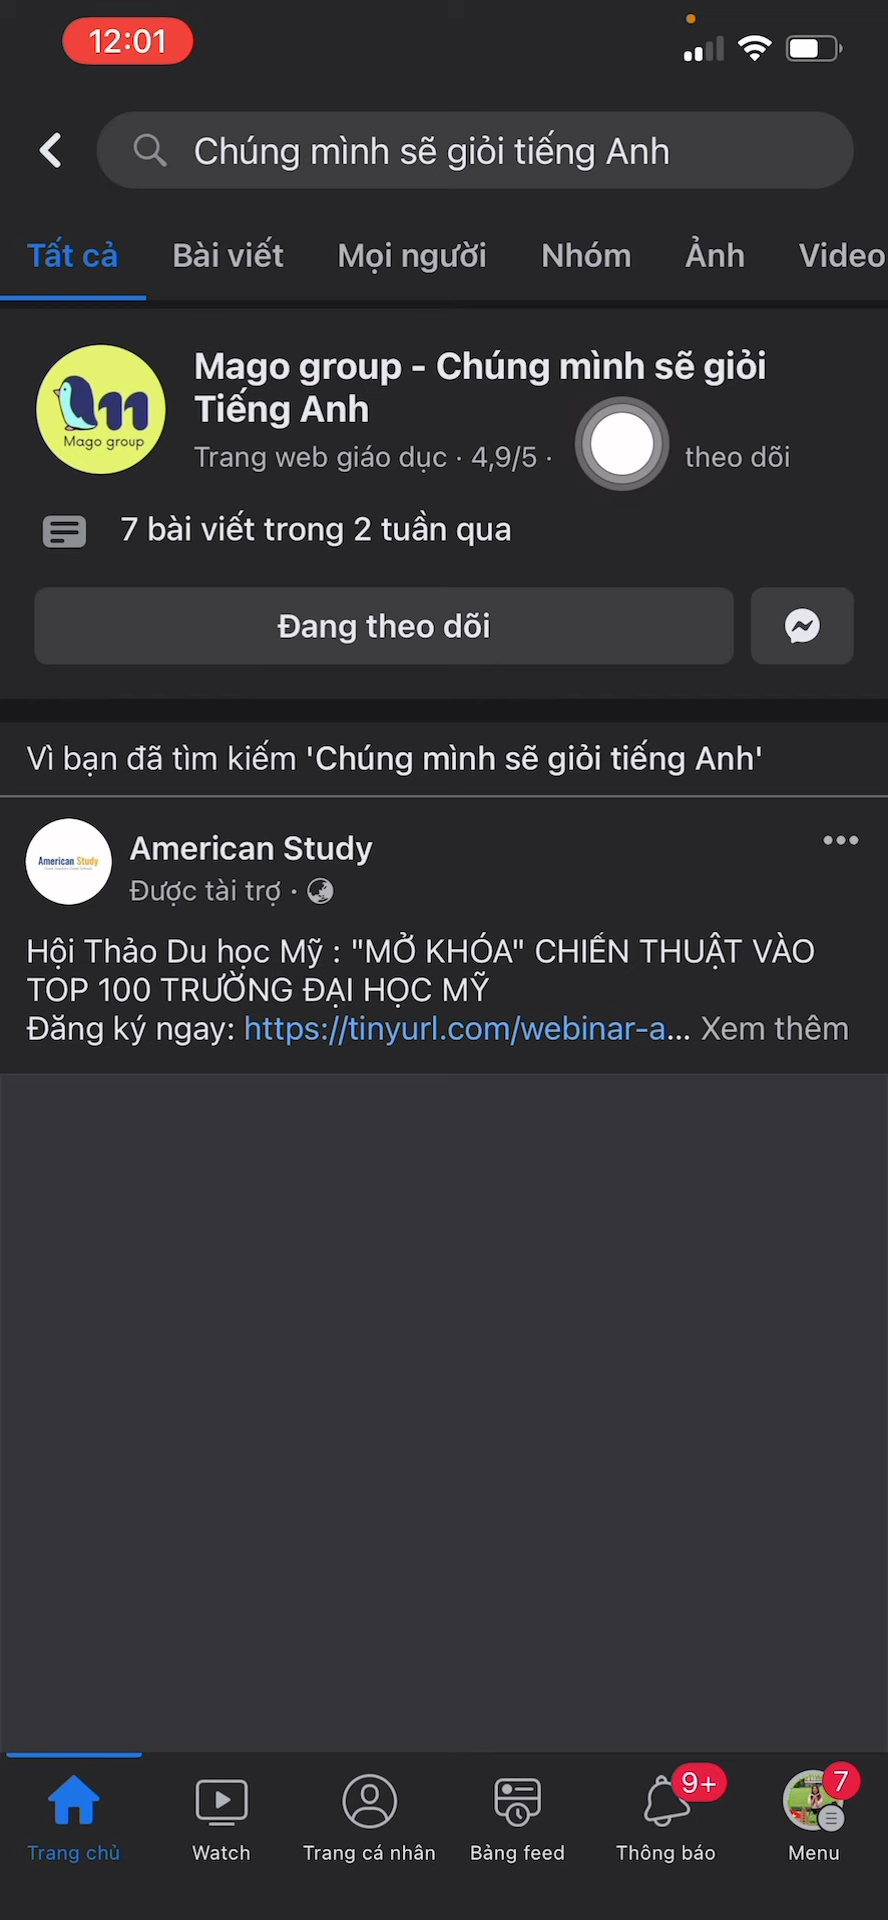 12:01
Chúng mình sẽ giỏi tiếng Anh
Tất cả Bài viết Mọi người Nhóm Ảnh Video
Mago group - Chúng mình sẽ giỏi
Tiếng Anh
Mago group
Trang web giáo dục · 4,9/5 · theo dõi
7 bài viết trong 2 tuần qua
Đang theo dõi
Vì bạn đã tìm kiếm 'Chúng mình sẽ giỏi tiếng Anh'
American Study
American Study
Được tài trợ ·
Hội Thảo Du học Mỹ : "MỞ KHÓA" CHIẾN THUẬT VÀO
TOP 100 TRƯỜNG ĐẠI HỌC MỸ
Đăng ký ngay: https://tinyurl.com/webinar-a... Xem thêm
9+ 7
Trang chủ Watch Trang cá nhân Bảng feed Thông báo Menu